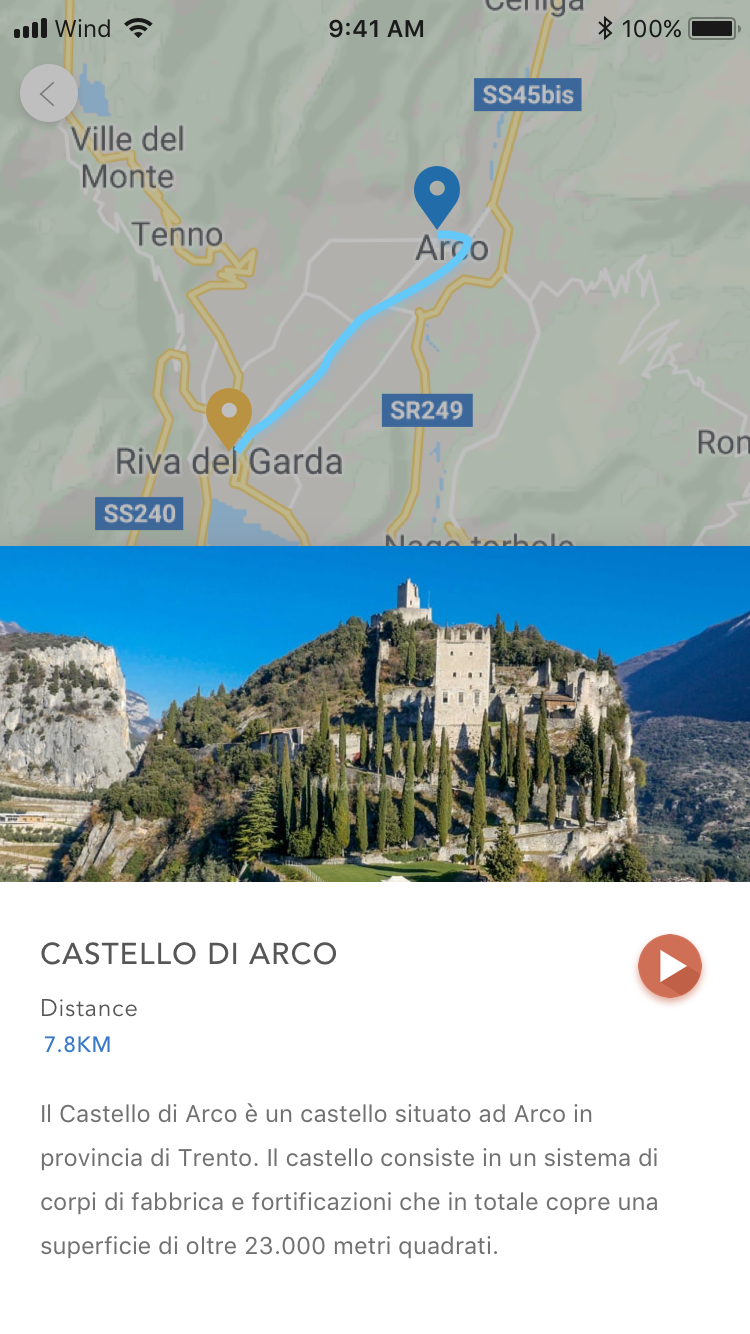 Wind 9:41 AM 100%
Ceniga
SS45bis
Ville del
Monte
Tenno
Arco
SR249
Riva del Garda
SS240
Nago torbole
CASTELLO DI ARCO
Distance
7.8KM
Il Castello di Arco è un castello situato ad Arco in
provincia di Trento. Il castello consiste in un sistema di
corpi di fabbrica e fortificazioni che in totale copre una
superficie di oltre 23.000 metri quadrati.